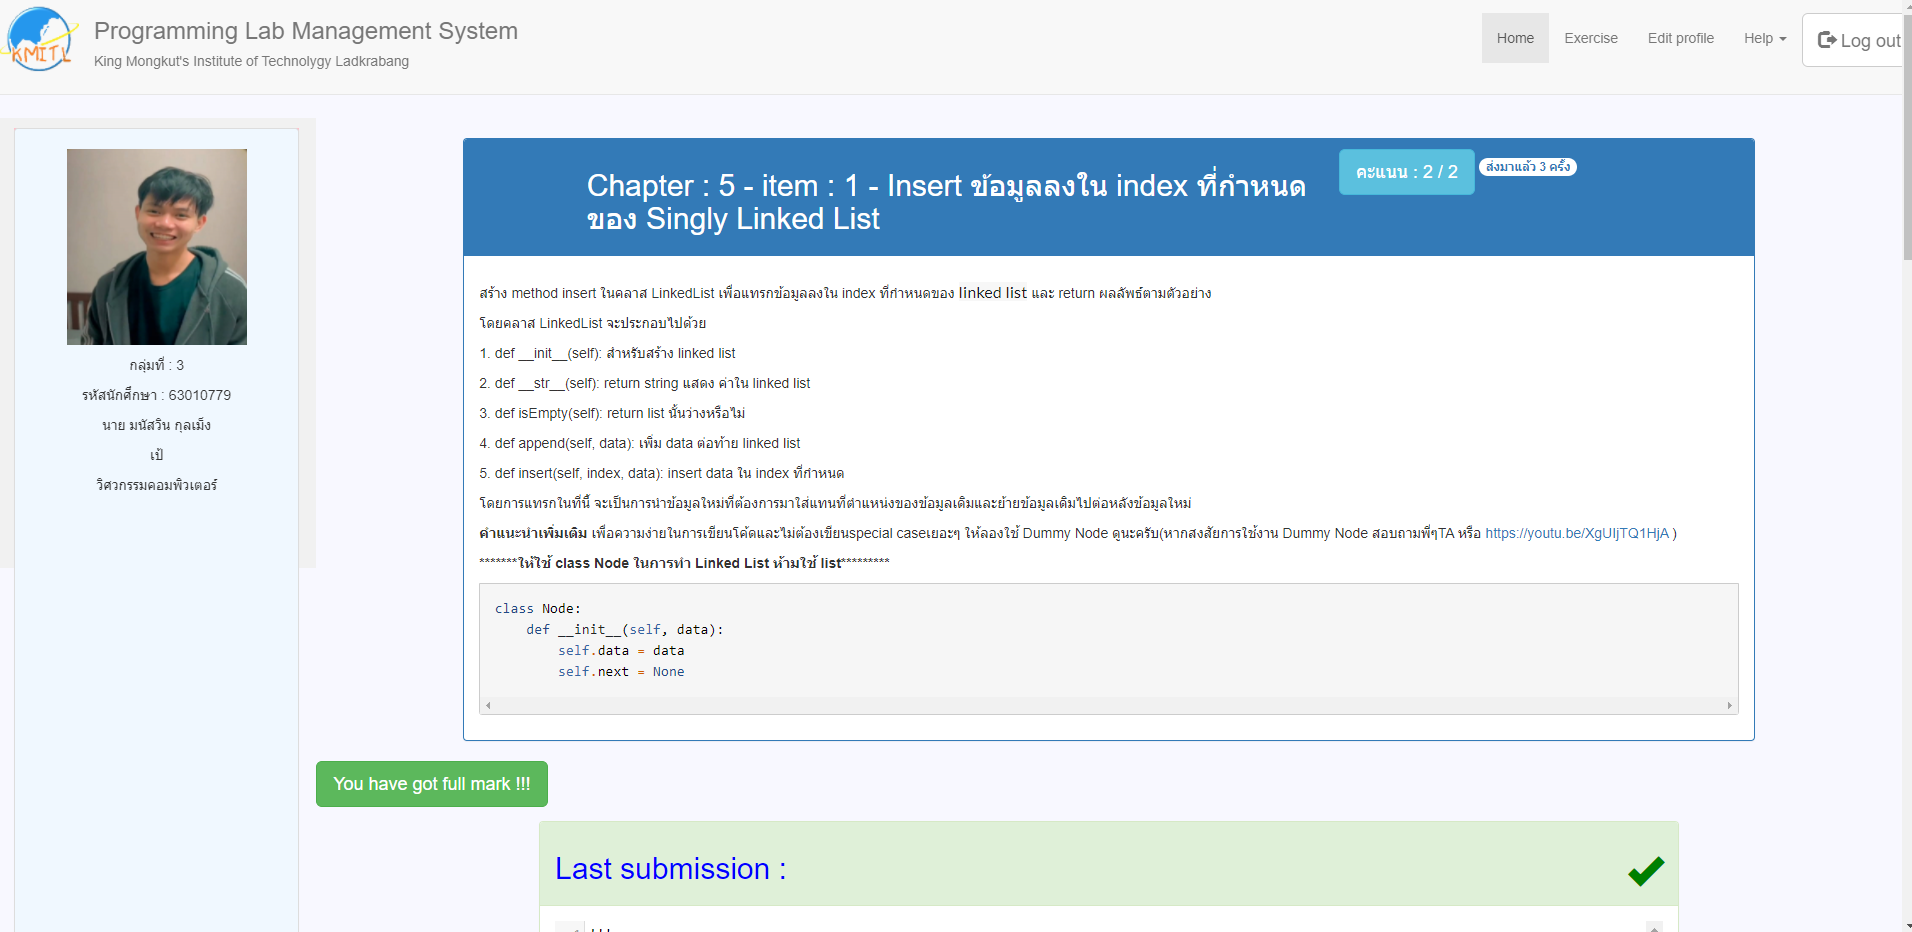 KMITL
Programming Lab Management System
King Mongkut's Institute of Technolygy Ladkrabang
Home
Exercise
Edit profile
Help
Log out
กลุ่มที่ : 3
รหัสนักศึกษา : 63010779
นาย มนัสวิน กุลเม็ง
เป้
วิศวกรรมคอมพิวเตอร์
Chapter : 5 - item : 1 - Insert ข้อมูลลงใน index ที่กำหนด
ของ Singly Linked List
คะแนน : 2 / 2
ส่งมาแล้ว 3 ครั้ง
สร้าง method insert ในคลาส LinkedList เพื่อแทรกข้อมูลลงใน index ที่กำหนดของ linked list และ return ผลลัพธ์ตามตัวอย่าง
โดยคลาส LinkedList จะประกอบไปด้วย
1. def __init__(self): สำหรับสร้าง linked list
2. def __str__(self): return string แสดง ค่าใน linked list
3. def isEmpty(self): return list นั้นว่างหรือไม่
4. def append(self, data): เพิ่ม data ต่อท้าย linked list
5. def insert(self, index, data): insert data ใน index ที่กำหนด
โดยการแทรกในที่นี้ จะเป็นการนำข้อมูลใหม่ที่ต้องการมาใส่แทนที่ตำแหน่งของข้อมูลเดิมและย้ายข้อมูลเดิมไปต่อหลังข้อมูลใหม่
คำแนะนำเพิ่มเติม เพื่อความง่ายในการเขียนโค้ดและไม่ต้องเขียนspecial caseเยอะๆ ให้ลองใช้ Dummy Node ดูนะครับ(หากสงสัยการใช้งาน Dummy Node สอบถามพี่ๆTA หรือ https://youtu.be/XgUIjTQ1HjA )
*******ให้ใช้ class Node ในการทำ Linked List ห้ามใช้ list*********
class Node:
def __init__(self, data):
self.data = data
self.next = None
You have got full mark !!!
Last submission :